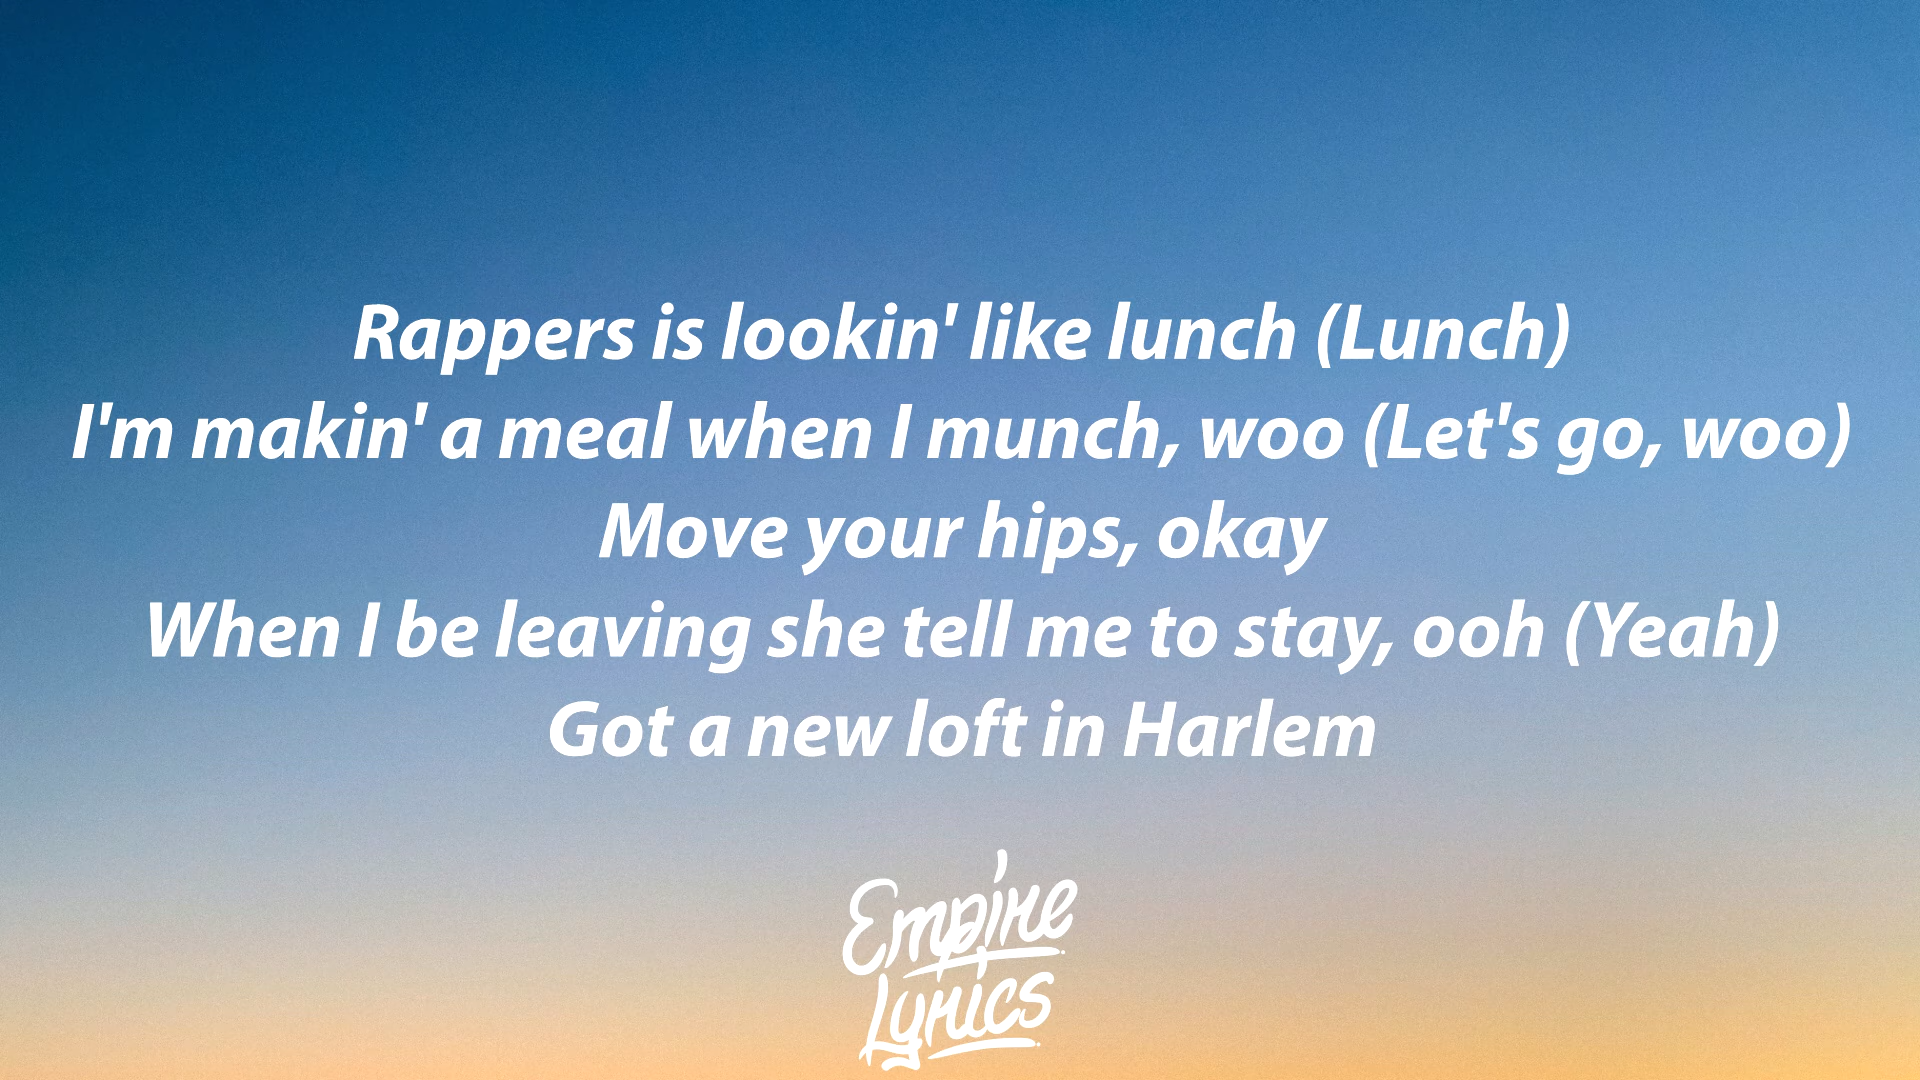 Rappers is lookin' like lunch (Lunch)
I'm makin' a meal when I munch, woo (Let's go, woo)
Move your hips, okay
When I be leaving she tell me to stay, ooh (Yeah)
Got a new loft in Harlem
Empire
Lyrics